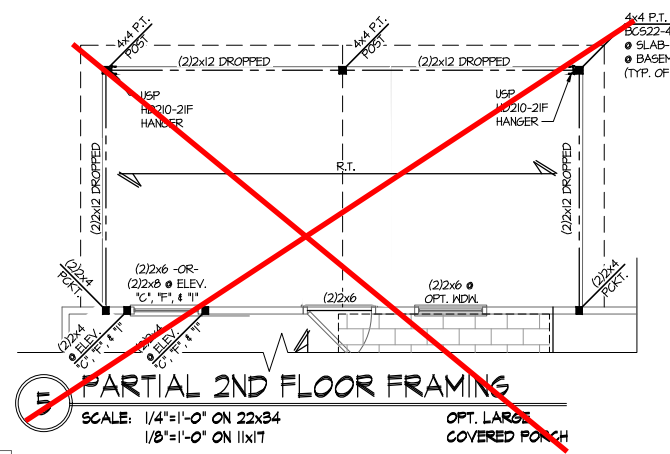 4x4 P.T.
POST
4x4 P.T.
POST
4x4 P.T.
BCS22-4
@ SLAB-
@ BASEM
(TYP. OF
(2)2x12 DROPPED
(2)2x12 DROPPED
USP
HD210-21F
HANGER
USP
HD210-21F
HANGER
(2)2x12 DROPPED
(2)2x12 DROPPED
R.T.
(2)2x4
PCKT.
(2)2x6 -OR-
(2)2x8 @ ELEV.
"C", "F", & "I"
(2)2x6
(2)2x6 @
OPT. WDW.
(2)2x4
PCKT.
(2)2x4
@ ELEV.
"C", "F", & "I"
(2)2x4
@ ELEV.
"C", "F", & "I"
5
PARTIAL 2ND FLOOR FRAMING
SCALE: 1/4"=1'-0" ON 22x34
1/8"=1'-0" ON 11x17
OPT. LARGE
COVERED PORCH